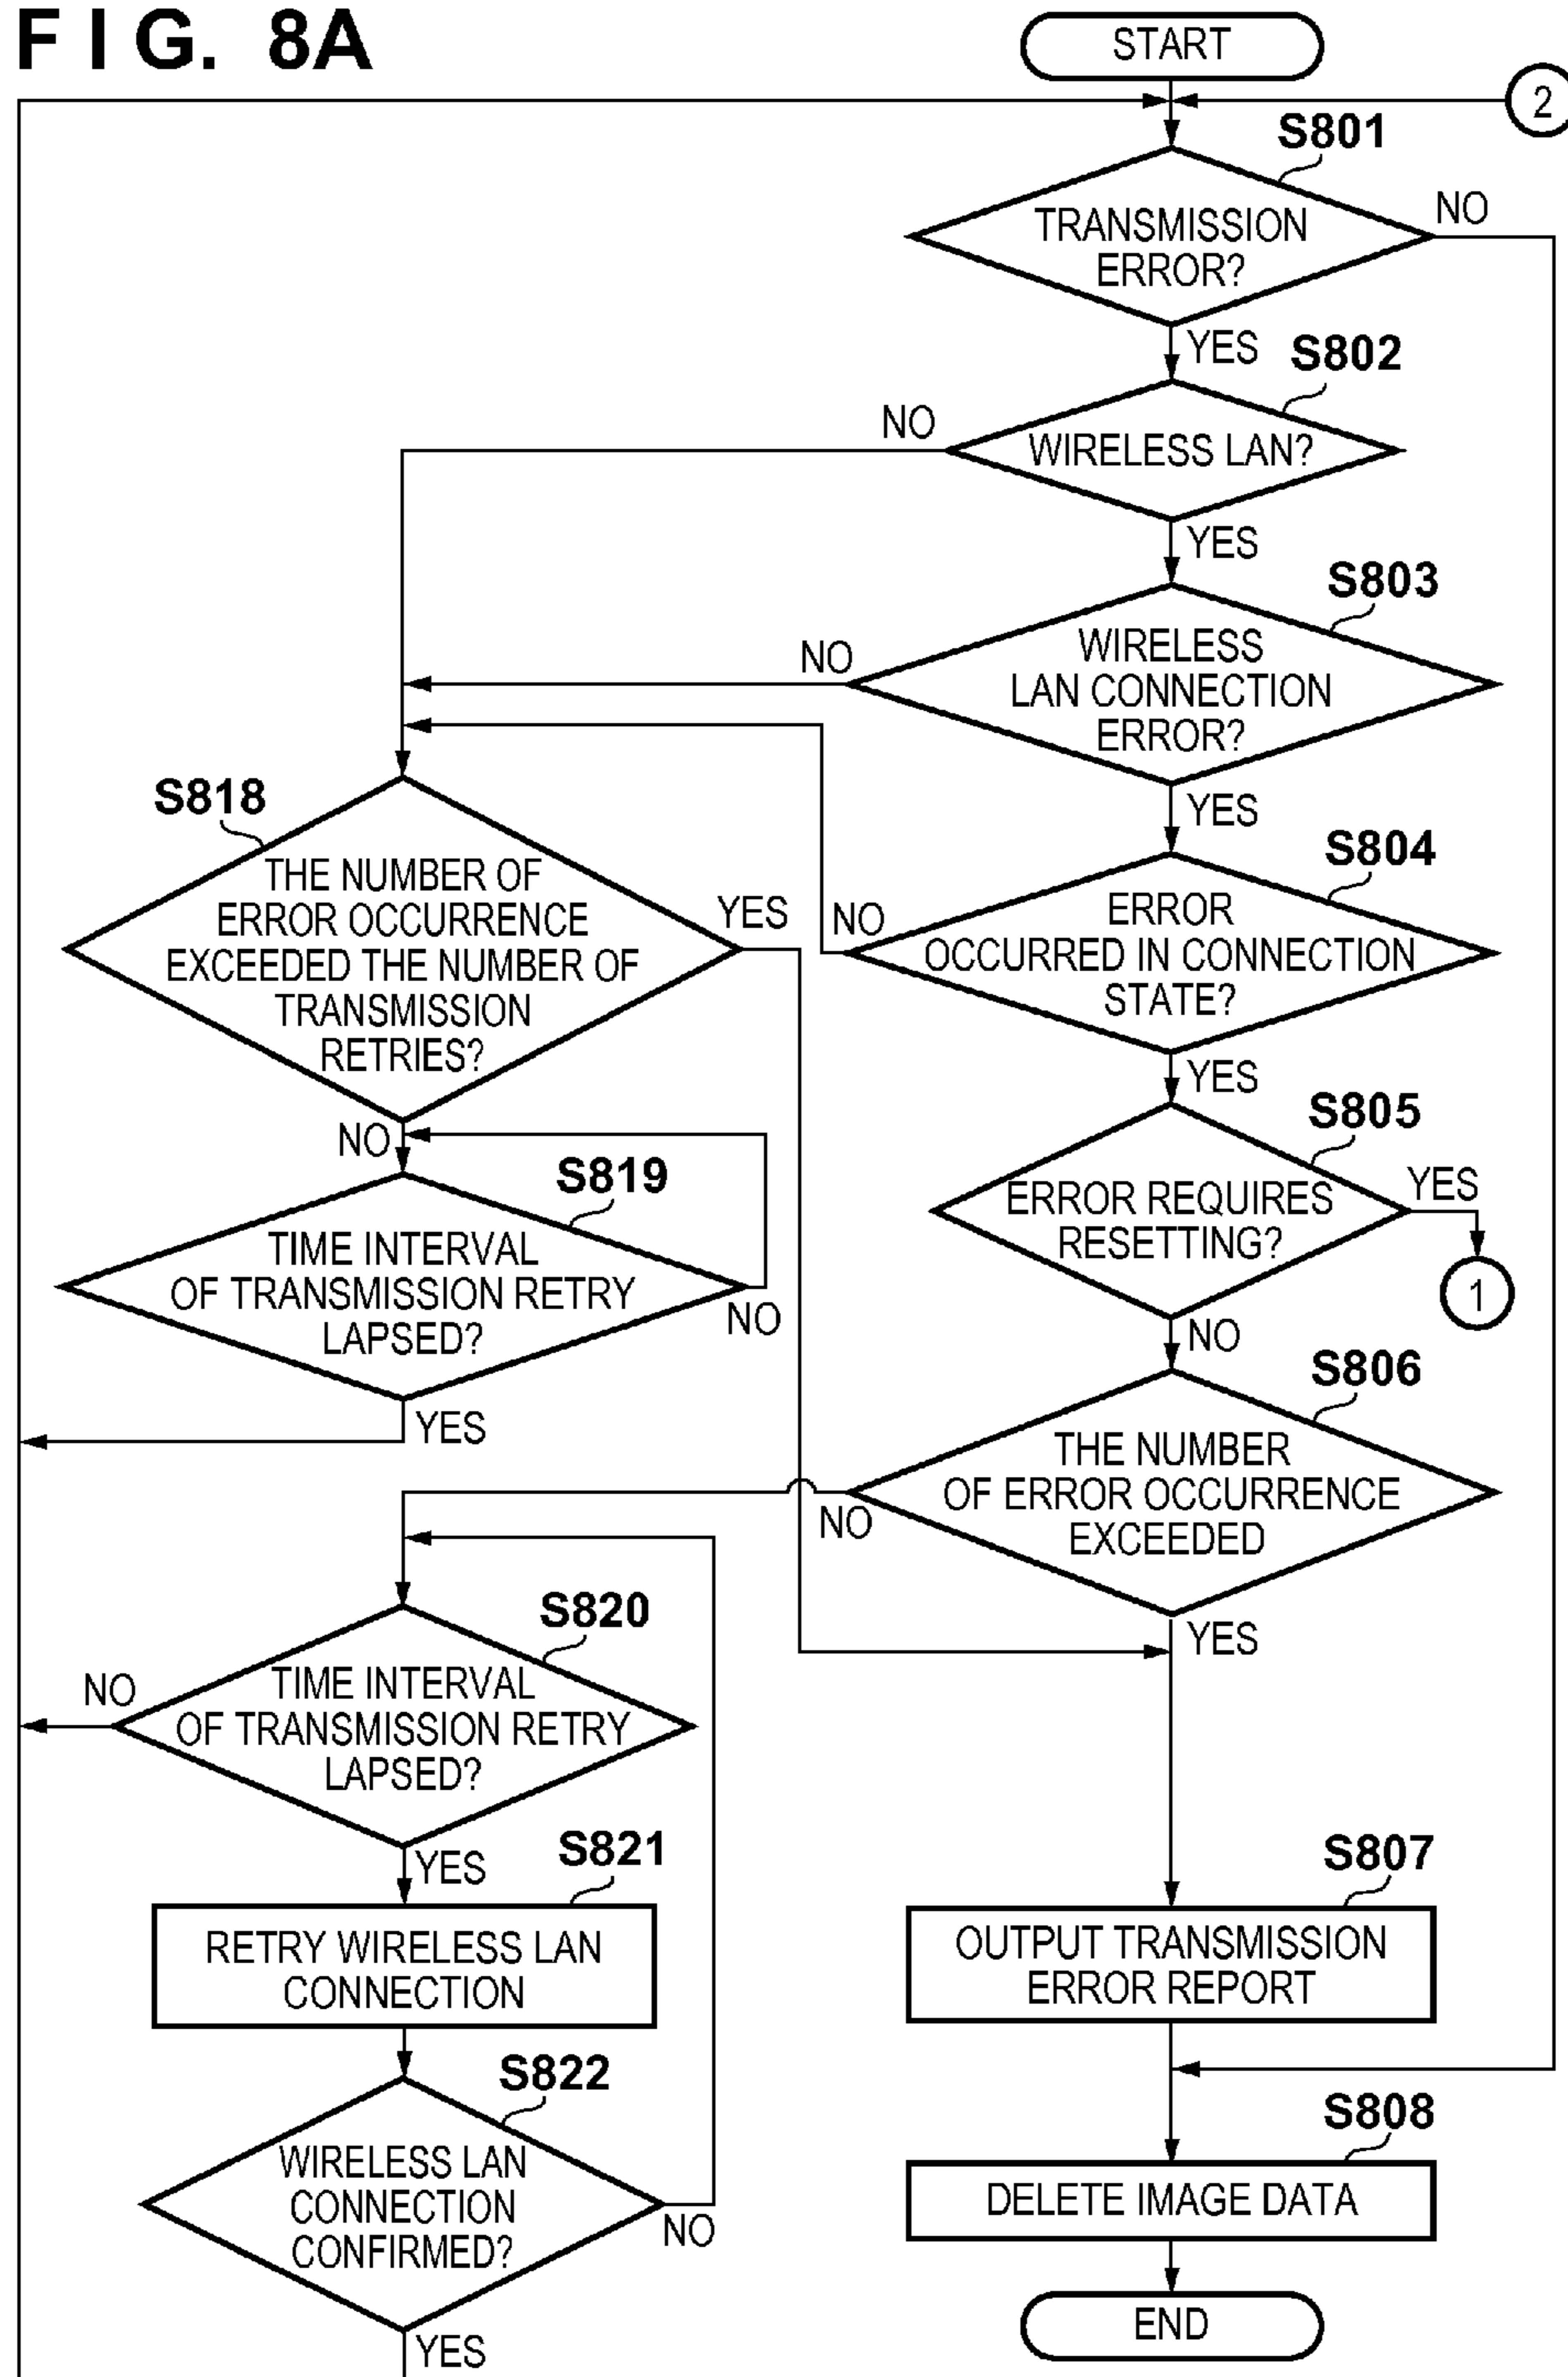 FIG. 8A
START
2
S801
TRANSMISSION
ERROR?
NO
YES
S802
WIRELESS LAN?
NO
YES
S803
WIRELESS
LAN CONNECTION
ERROR?
NO
YES
S818
THE NUMBER OF
ERROR OCCURRENCE
EXCEEDED THE NUMBER OF
TRANSMISSION
RETRIES?
YES
NO
S804
ERROR
OCCURRED IN CONNECTION
STATE?
NO
YES
S805
ERROR REQUIRES
RESETTING?
YES
1
NO
S819
TIME INTERVAL
OF TRANSMISSION RETRY
LAPSED?
NO
YES
S806
THE NUMBER
OF ERROR OCCURRENCE
EXCEEDED
NO
YES
S820
TIME INTERVAL
OF TRANSMISSION RETRY
LAPSED?
NO
YES
S821
RETRY WIRELESS LAN
CONNECTION
S807
OUTPUT TRANSMISSION
ERROR REPORT
S822
WIRELESS LAN
CONNECTION
CONFIRMED?
NO
YES
S808
DELETE IMAGE DATA
END